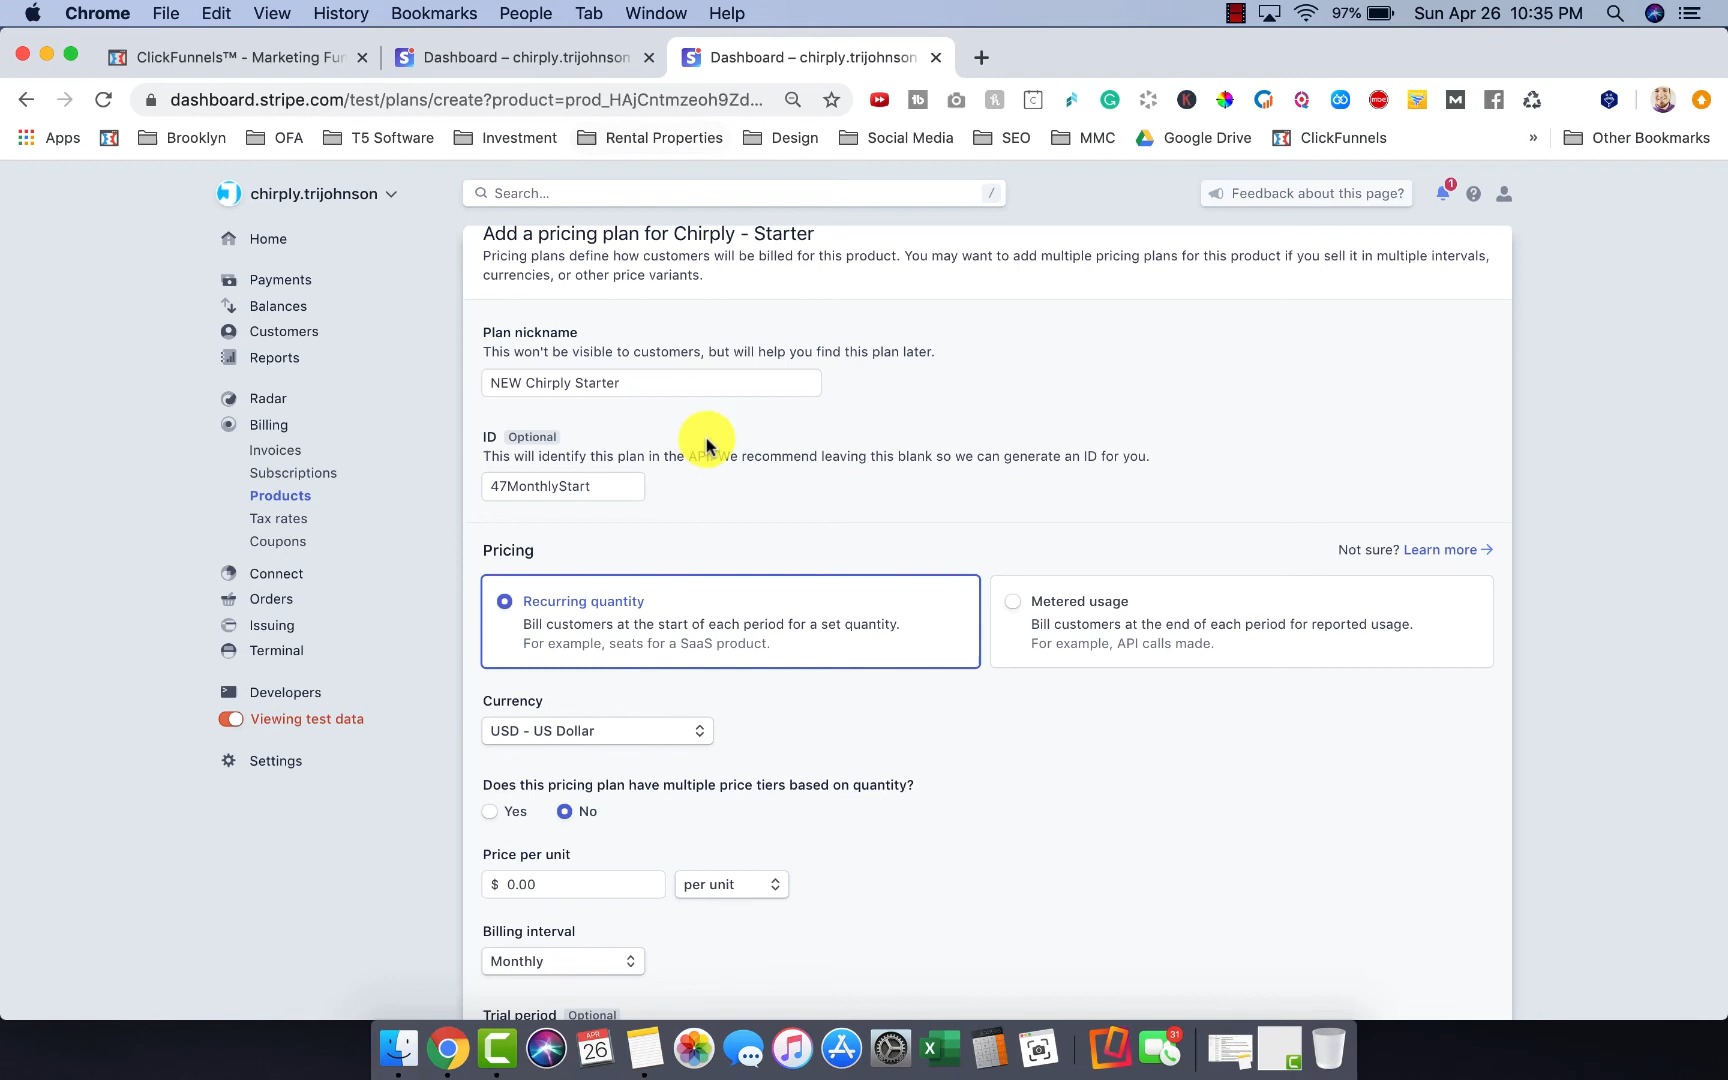 Chrome File Edit View History Bookmarks People Tab Window Help 97% Sun Apr 26 10:35 PM
ClickFunnels™ - Marketing Fun Dashboard – chirply.trijohnson Dashboard – chirply.trijohnson
dashboard.stripe.com/test/plans/create?product=prod_HAjCntmzeoh9Zd...
Apps Brooklyn OFA T5 Software Investment Rental Properties Design Social Media SEO MMC Google Drive ClickFunnels » Other Bookmarks
chirply.trijohnson
Search... /
Feedback about this page?
1
Home
Payments
Balances
Customers
Reports
Radar
Billing
Invoices
Subscriptions
Products
Tax rates
Coupons
Connect
Orders
Issuing
Terminal
Developers
Viewing test data
Settings
Add a pricing plan for Chirply - Starter
Pricing plans define how customers will be billed for this product. You may want to add multiple pricing plans for this product if you sell it in multiple intervals,
currencies, or other price variants.
Plan nickname
This won't be visible to customers, but will help you find this plan later.
NEW Chirply Starter
ID Optional
This will identify this plan in the API. We recommend leaving this blank so we can generate an ID for you.
47MonthlyStart
Pricing
Not sure? Learn more
Recurring quantity
Bill customers at the start of each period for a set quantity.
For example, seats for a SaaS product.
Metered usage
Bill customers at the end of each period for reported usage.
For example, API calls made.
Currency
USD - US Dollar
Does this pricing plan have multiple price tiers based on quantity?
Yes No
Price per unit
$ 0.00 per unit
Billing interval
Monthly
Trial period Optional
APR
26
31